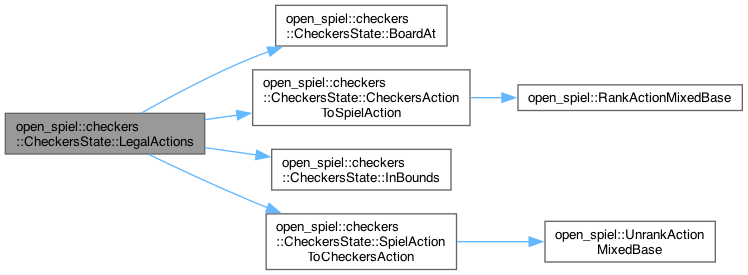 open_spiel::checkers
::CheckersState::LegalActions
open_spiel::checkers
::CheckersState::BoardAt
open_spiel::checkers
::CheckersState::CheckersAction
ToSpielAction
open_spiel::RankActionMixedBase
open_spiel::checkers
::CheckersState::InBounds
open_spiel::checkers
::CheckersState::SpielAction
ToCheckersAction
open_spiel::UnrankAction
MixedBase